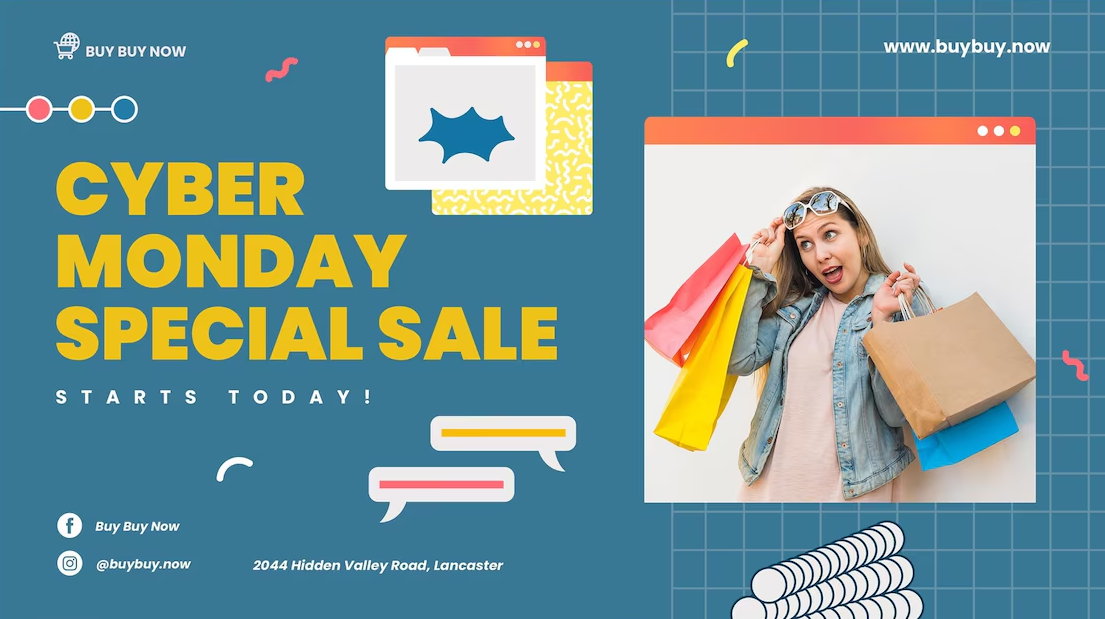 BUY BUY NOW
www.buybuy.now
CYBER
MONDAY
SPECIAL SALE
STARTS TODAY!
Buy Buy Now
@buybuy.now
2044 Hidden Valley Road, Lancaster